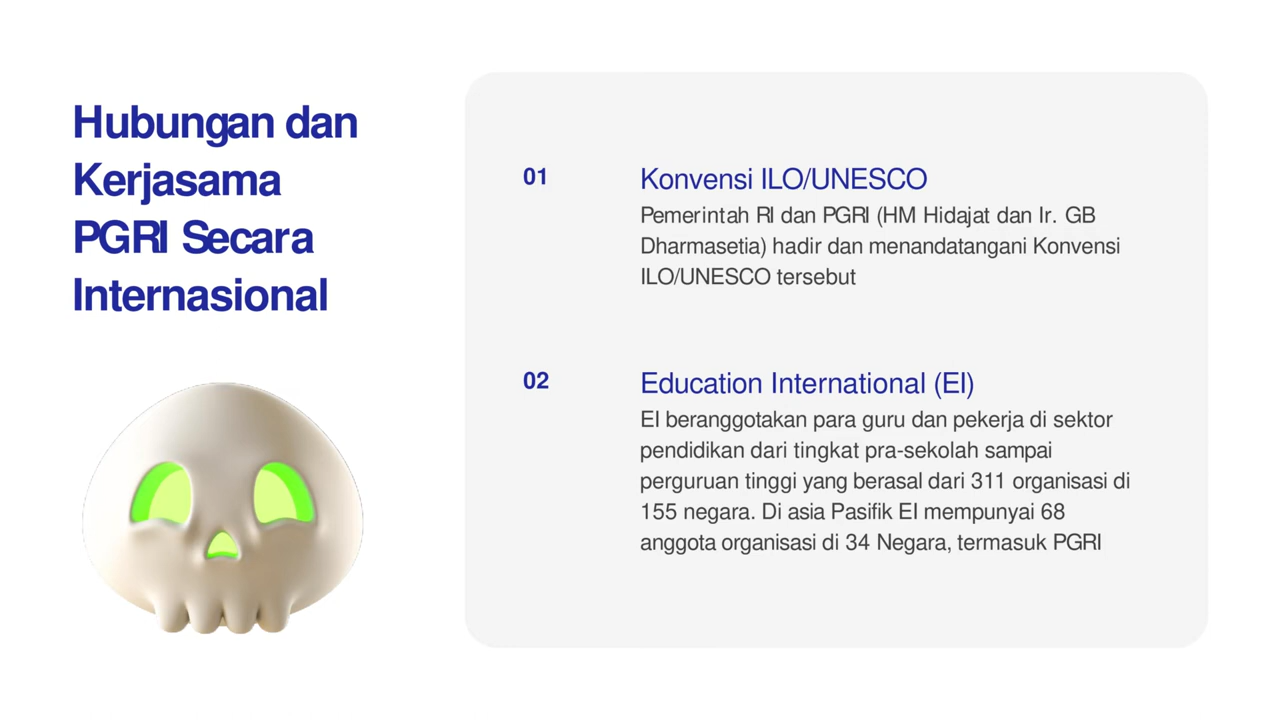 Hubungan dan
Kerjasama
PGRI Secara
Internasional
01
Konvensi ILO/UNESCO
Pemerintah RI dan PGRI (HM Hidajat dan Ir. GB
Dharmasetia) hadir dan menandatangani Konvensi
ILO/UNESCO tersebut
02
Education International (EI)
EI beranggotakan para guru dan pekerja di sektor
pendidikan dari tingkat pra-sekolah sampai
perguruan tinggi yang berasal dari 311 organisasi di
155 negara. Di asia Pasifik EI mempunyai 68
anggota organisasi di 34 Negara, termasuk PGRI